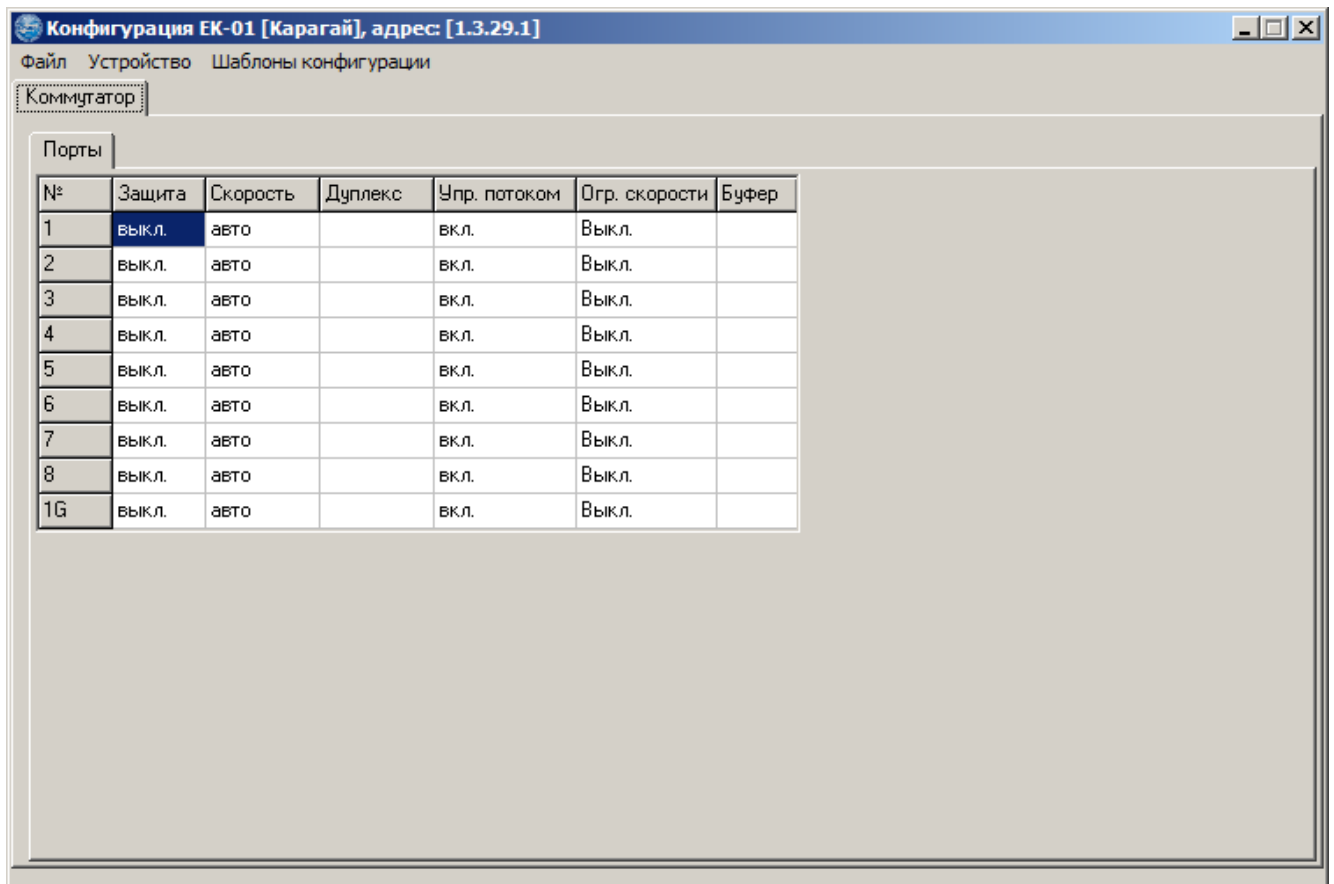 Конфигурация ЕК-01 [Карагай], адрес: [1.3.29.1]
Файл Устройство Шаблоны конфигурации
Коммутатор
Порты
№ Защита Скорость Дуплекс Упр. потоком Огр. скорости Буфер
1 выкл. авто вкл. Выкл.
2 выкл. авто вкл. Выкл.
3 выкл. авто вкл. Выкл.
4 выкл. авто вкл. Выкл.
5 выкл. авто вкл. Выкл.
6 выкл. авто вкл. Выкл.
7 выкл. авто вкл. Выкл.
8 выкл. авто вкл. Выкл.
1G выкл. авто вкл. Выкл.